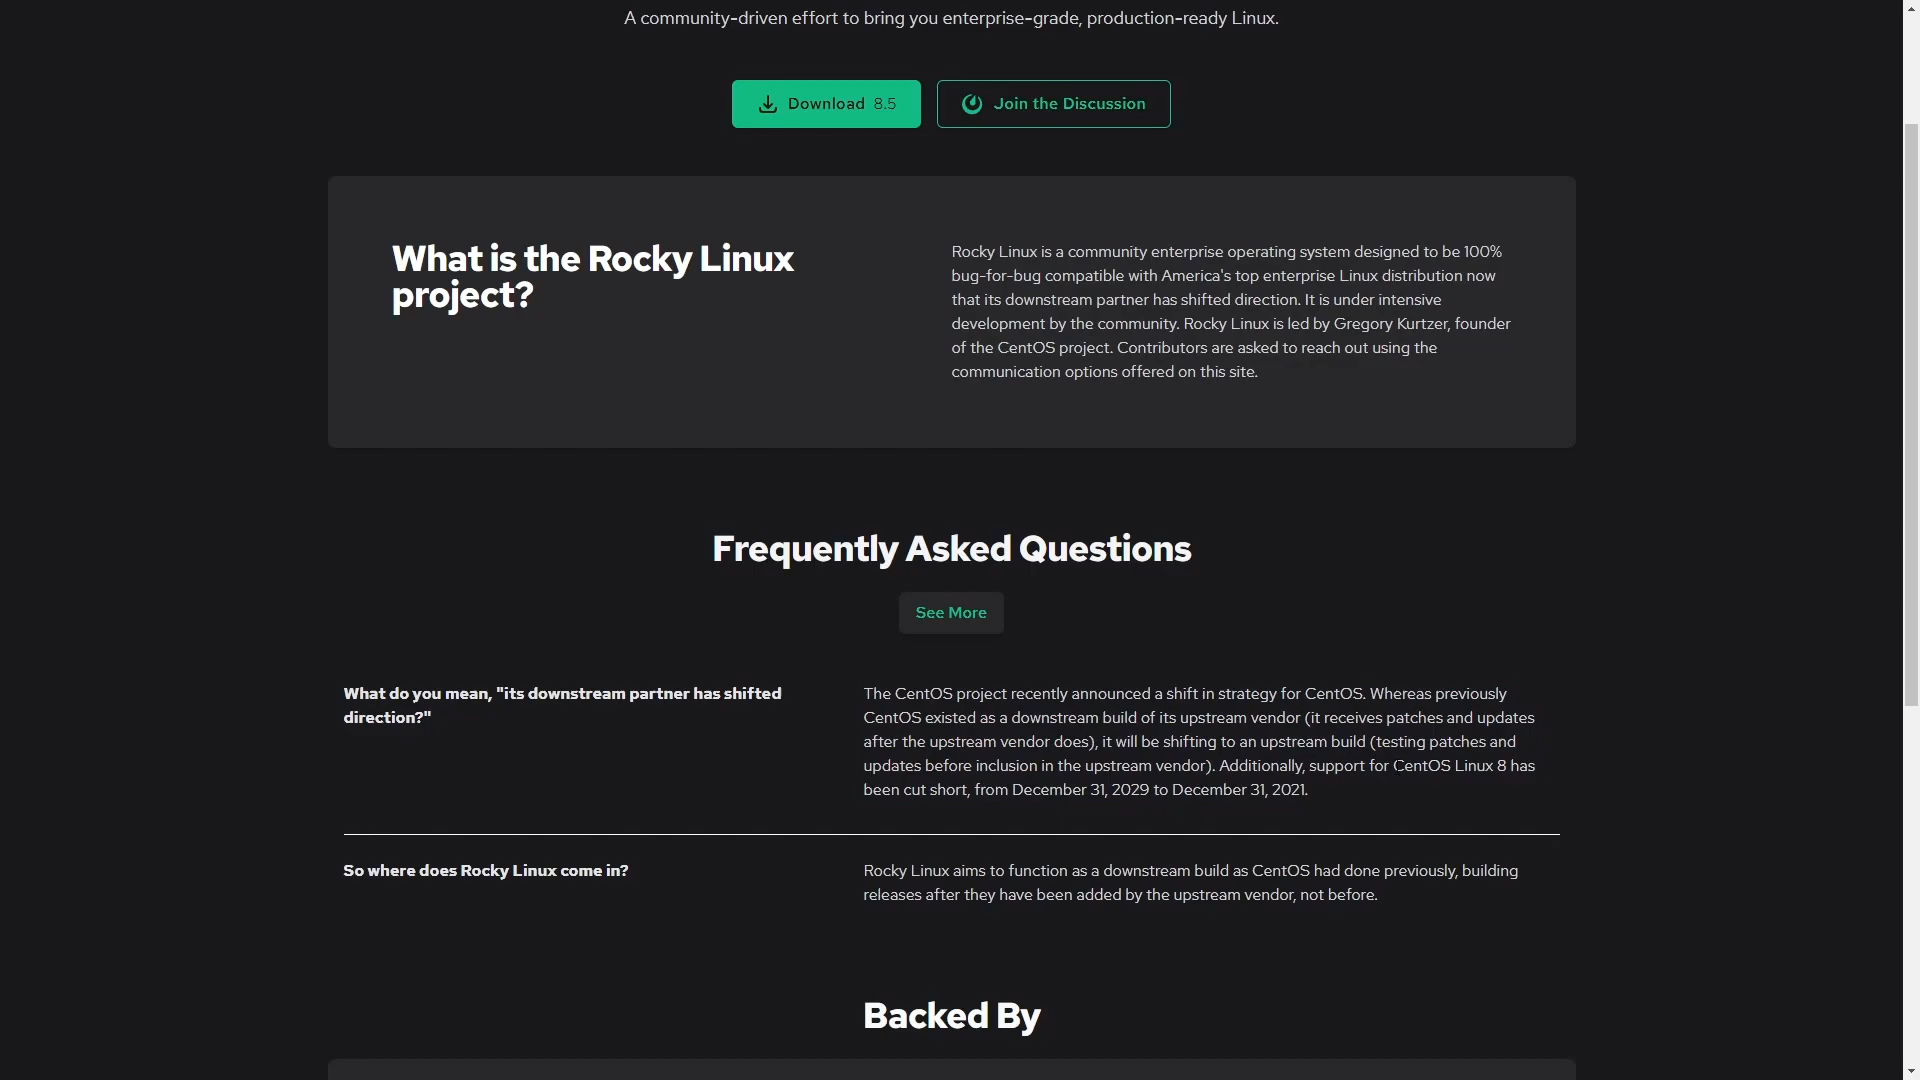 A community-driven effort to bring you enterprise-grade, production-ready Linux.
Download 8.5
Join the Discussion
What is the Rocky Linux
project?
Rocky Linux is a community enterprise operating system designed to be 100%
bug-for-bug compatible with America's top enterprise Linux distribution now
that its downstream partner has shifted direction. It is under intensive
development by the community. Rocky Linux is led by Gregory Kurtzer, founder
of the CentOS project. Contributors are asked to reach out using the
communication options offered on this site.
Frequently Asked Questions
See More
What do you mean, "its downstream partner has shifted
direction?"
The CentOS project recently announced a shift in strategy for CentOS. Whereas previously
CentOS existed as a downstream build of its upstream vendor (it receives patches and updates
after the upstream vendor does), it will be shifting to an upstream build (testing patches and
updates before inclusion in the upstream vendor). Additionally, support for CentOS Linux 8 has
been cut short, from December 31, 2029 to December 31, 2021.
So where does Rocky Linux come in?
Rocky Linux aims to function as a downstream build as CentOS had done previously, building
releases after they have been added by the upstream vendor, not before.
Backed By